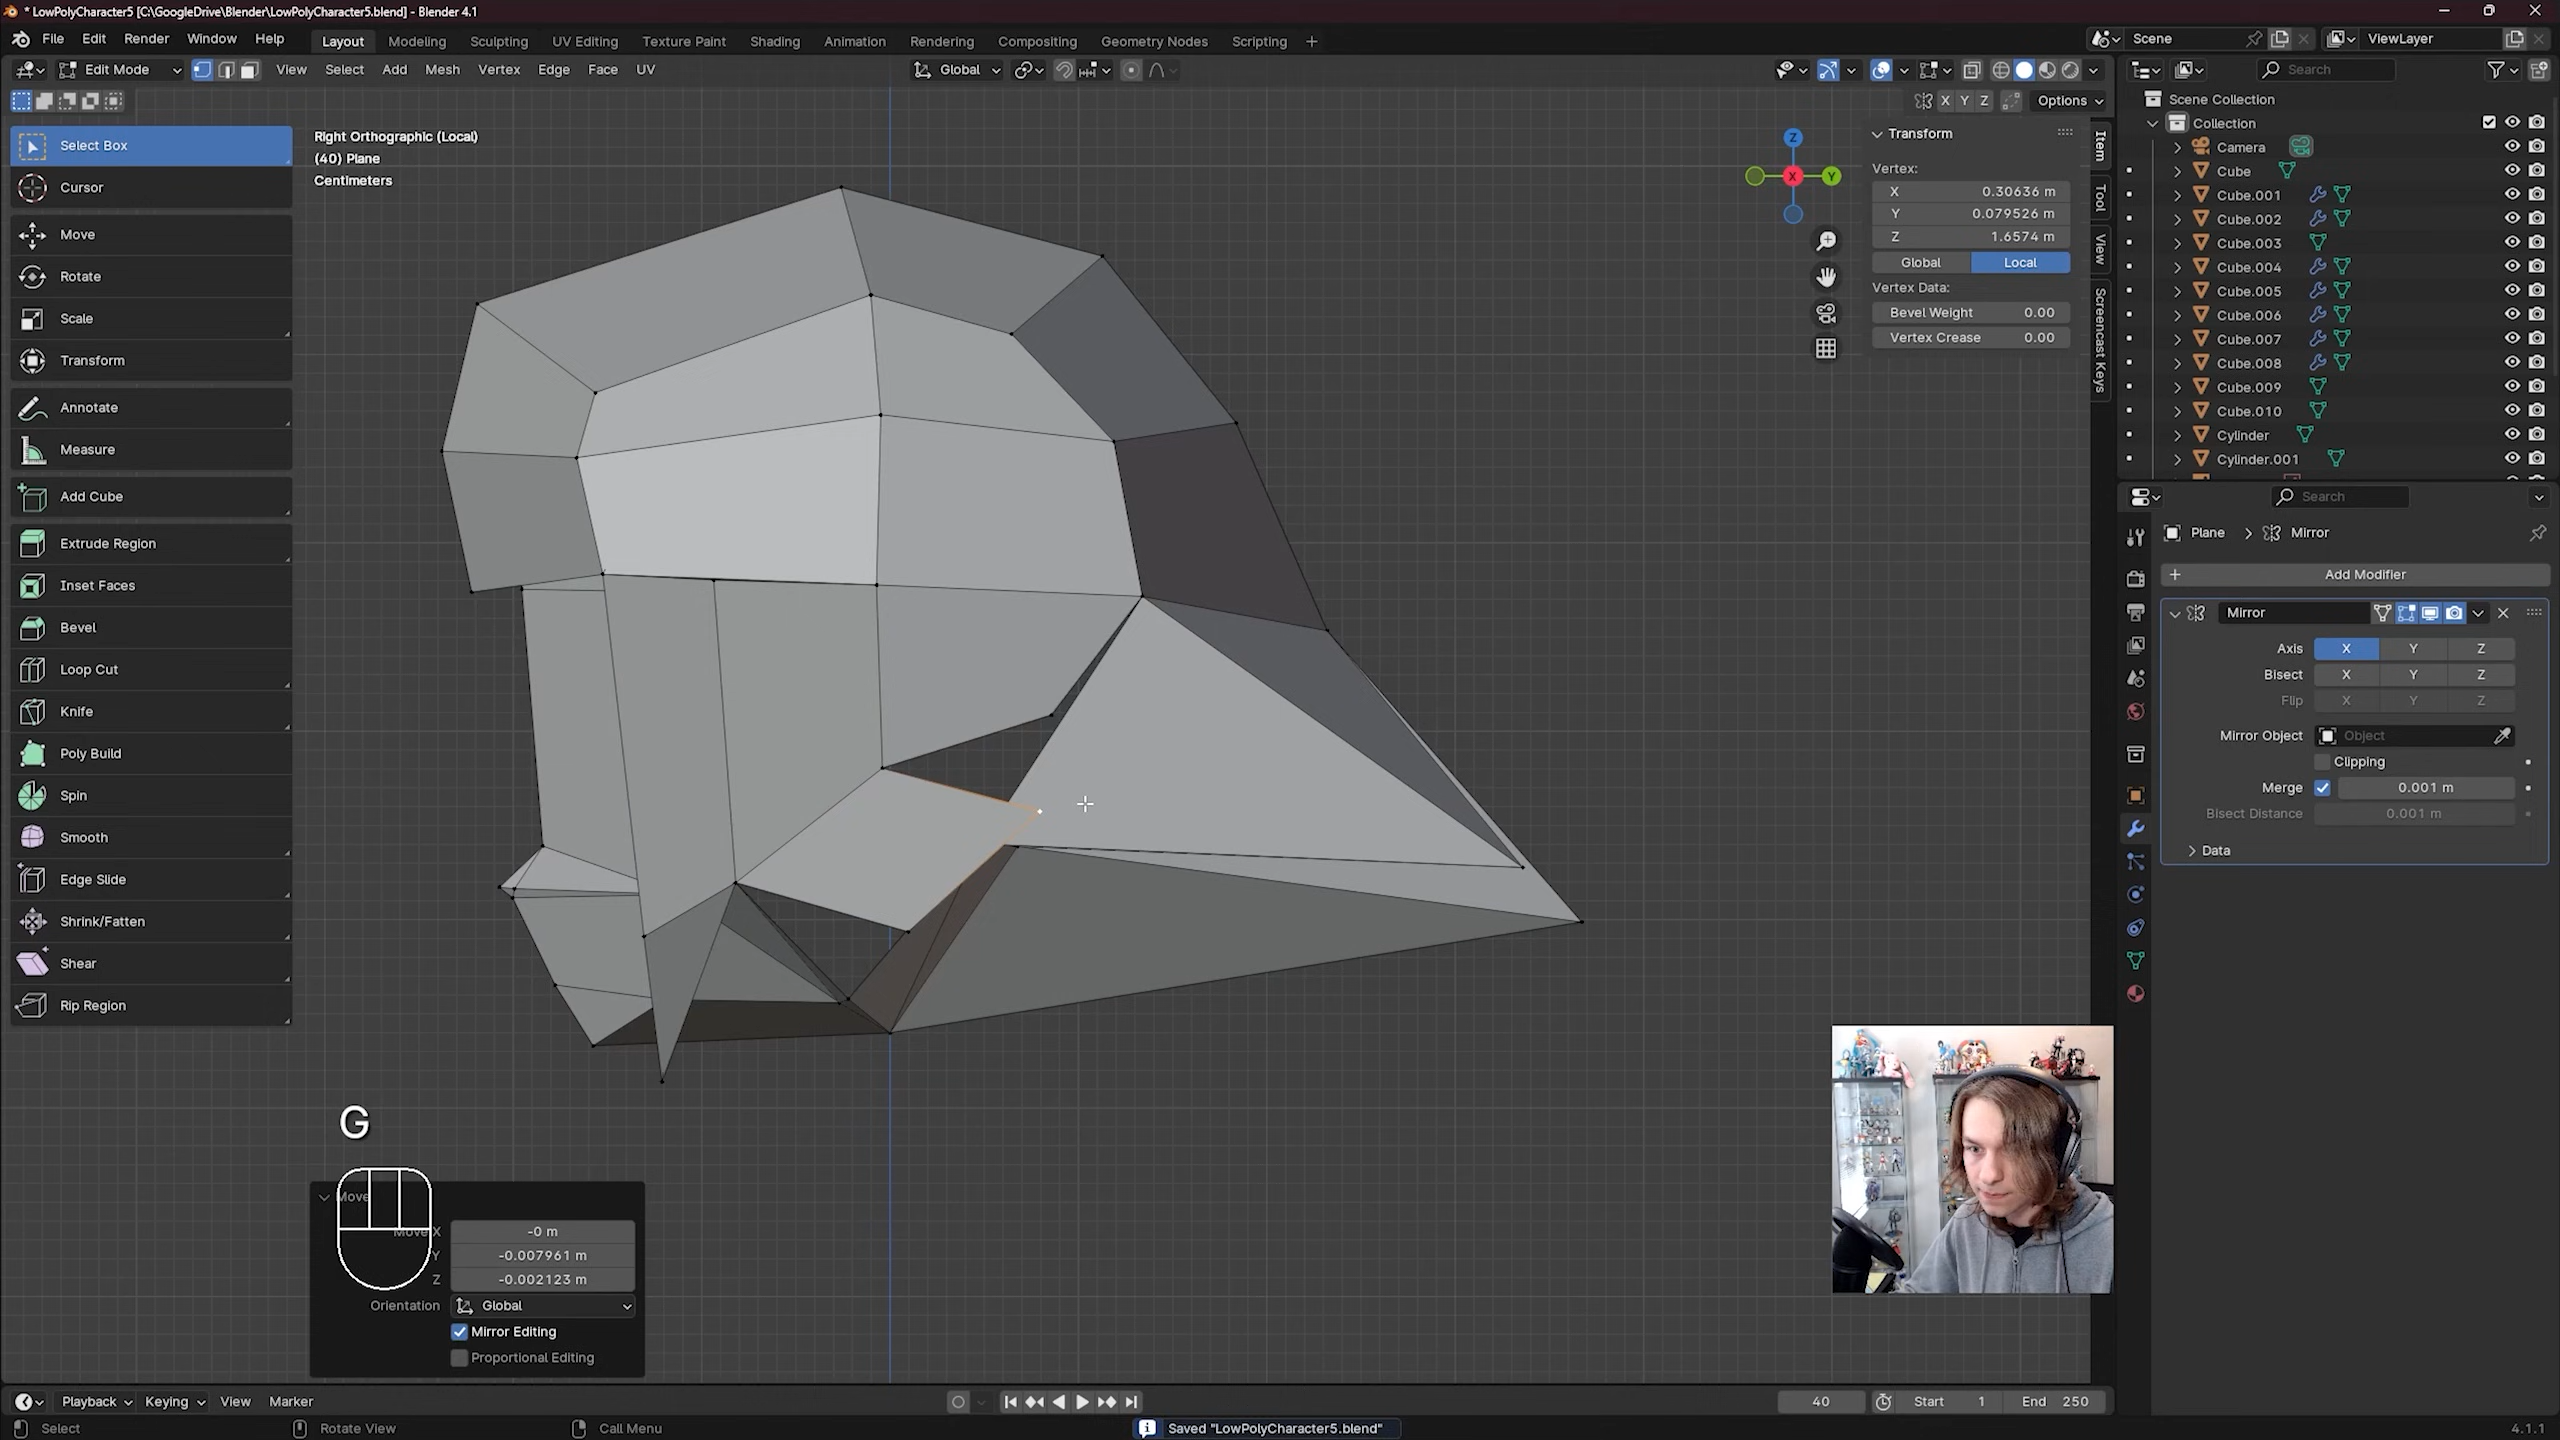 * LowPolyCharacter5 [C:\GoogleDrive\Blender\LowPolyCharacter5.blend] - Blender 4.1
File Edit Render Window Help
Layout Modeling Sculpting UV Editing Texture Paint Shading Animation Rendering Compositing Geometry Nodes Scripting +
Scene
ViewLayer
Edit Mode View Select Add Mesh Vertex Edge Face UV
Global
Search
X Y Z Options
Select Box
Cursor
Move
Rotate
Scale
Transform
Annotate
Measure
Add Cube
Extrude Region
Inset Faces
Bevel
Loop Cut
Knife
Poly Build
Spin
Smooth
Edge Slide
Shrink/Fatten
Shear
Rip Region
Right Orthographic (Local)
(40) Plane
Centimeters
Z
X
Y
Transform
Vertex:
X 0.30636 m
Y 0.079526 m
Z 1.6574 m
Global Local
Vertex Data:
Bevel Weight 0.00
Vertex Crease 0.00
Item
Tool
View
Screencast Keys
Scene Collection
Collection
Camera
Cube
Cube.001
Cube.002
Cube.003
Cube.004
Cube.005
Cube.006
Cube.007
Cube.008
Cube.009
Cube.010
Cylinder
Cylinder.001
Search
Plane > Mirror
+ Add Modifier
Mirror
Axis X Y Z
Bisect X Y Z
Flip X Y Z
Mirror Object Object
Clipping
Merge 0.001 m
Bisect Distance 0.001 m
Data
G
Move
Move X -0 m
Y -0.007961 m
Z -0.002123 m
Orientation Global
Mirror Editing
Proportional Editing
Playback Keying View Marker
40 Start 1 End 250
Select Rotate View Call Menu
Saved "LowPolyCharacter5.blend"
4.1.1